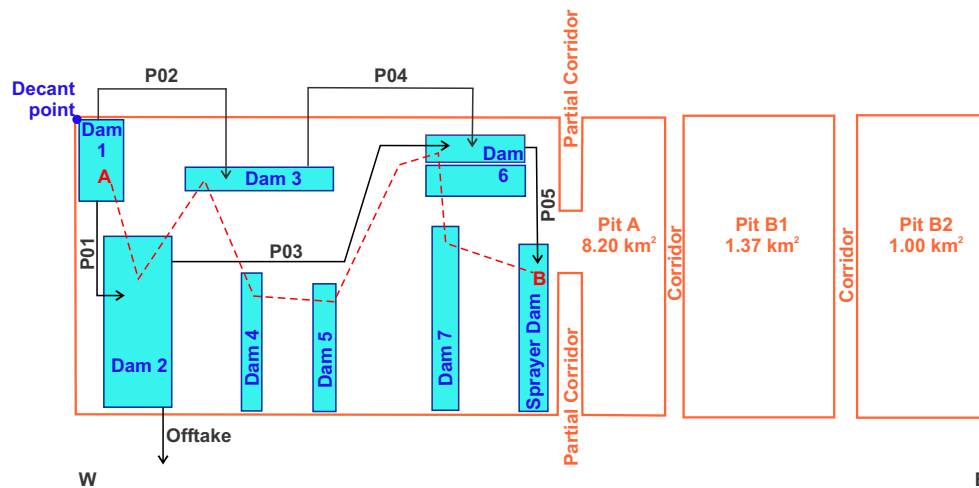 P02
P04
Decant
point
Dam
1
A
Dam 3
Dam
6
P05
P01
P03
Dam 2
Dam 4
Dam 5
Dam 7
B
Sprayer Dam
Partial Corridor
Partial Corridor
Pit A
8.20 km²
Corridor
Pit B1
1.37 km²
Corridor
Pit B2
1.00 km²
Offtake
W